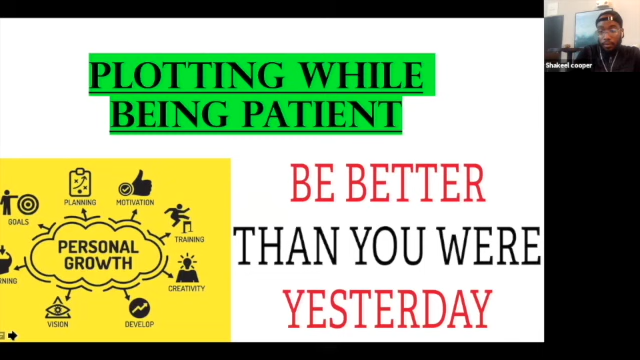 Shakeel cooper
PLOTTING WHILE
BEING PATIENT
BE BETTER
THAN YOU WERE
YESTERDAY
PLANNING
MOTIVATION
GOALS
TRAINING
PERSONAL
GROWTH
CREATIVITY
VISION
DEVELOP